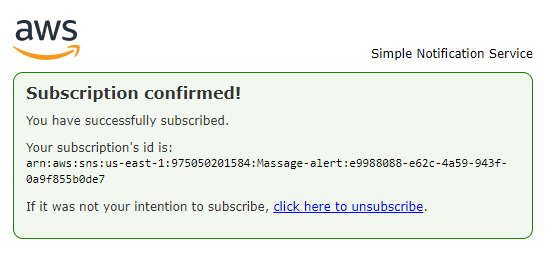 aws
Simple Notification Service
Subscription confirmed!
You have successfully subscribed.
Your subscription's id is:
arn:aws:sns:us-east-1:975050201584:Massage-alert:e9988088-e62c-4a59-943f-
0a9f855b0de7
If it was not your intention to subscribe, click here to unsubscribe.